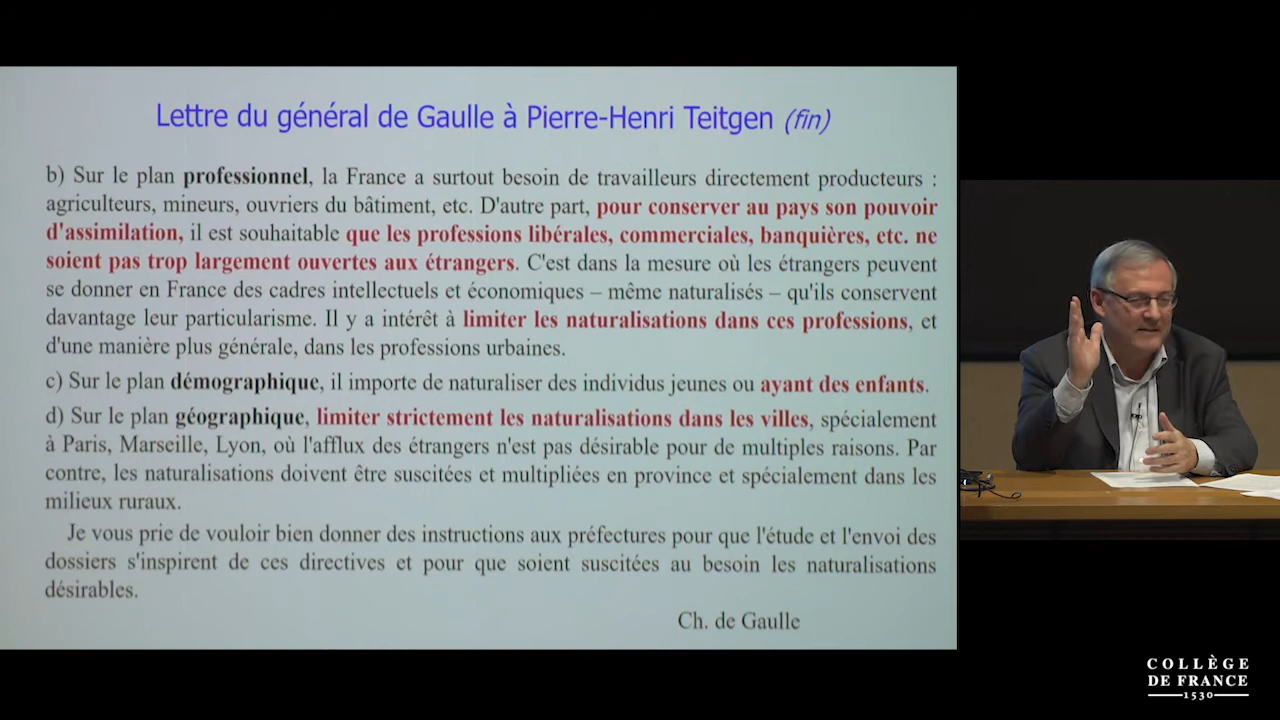 Lettre du général de Gaulle à Pierre-Henri Teitgen (fin)
b) Sur le plan professionnel, la France a surtout besoin de travailleurs directement producteurs :
agriculteurs, mineurs, ouvriers du bâtiment, etc. D'autre part, pour conserver au pays son pouvoir
d'assimilation, il est souhaitable que les professions libérales, commerciales, banquières, etc. ne
soient pas trop largement ouvertes aux étrangers. C'est dans la mesure où les étrangers peuvent
se donner en France des cadres intellectuels et économiques – même naturalisés – qu'ils conservent
davantage leur particularisme. Il y a intérêt à limiter les naturalisations dans ces professions, et
d'une manière plus générale, dans les professions urbaines.
c) Sur le plan démographique, il importe de naturaliser des individus jeunes ou ayant des enfants.
d) Sur le plan géographique, limiter strictement les naturalisations dans les villes, spécialement
à Paris, Marseille, Lyon, où l'afflux des étrangers n'est pas désirable pour de multiples raisons. Par
contre, les naturalisations doivent être suscitées et multipliées en province et spécialement dans les
milieux ruraux.
Je vous prie de vouloir bien donner des instructions aux préfectures pour que l'étude et l'envoi des
dossiers s'inspirent de ces directives et pour que soient suscitées au besoin les naturalisations
désirables.
Ch. de Gaulle
COLLÈGE
DE FRANCE
1530